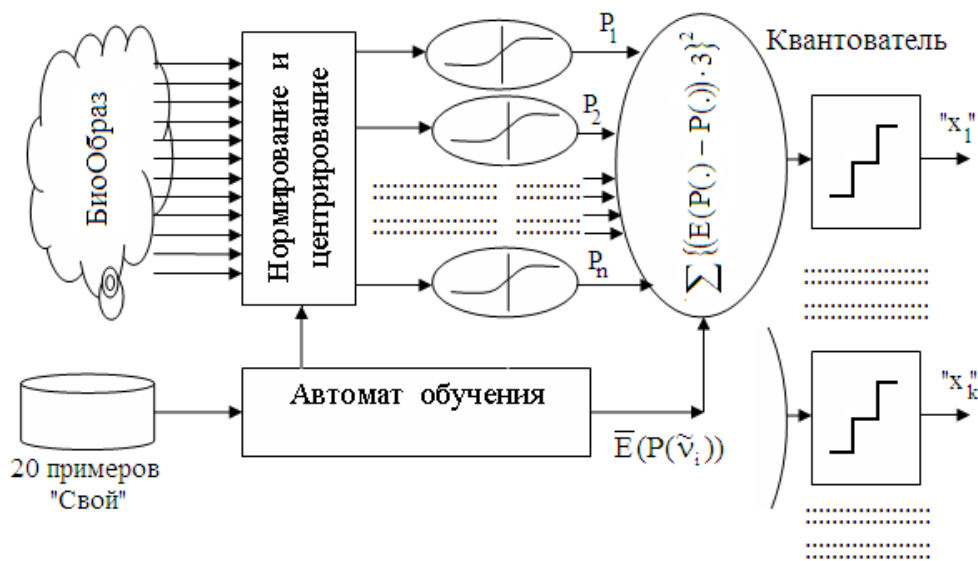 БиоОбраз
Нормирование и
центрирование
P₁
P₂
Pₙ
∑{(E(P(.) − P(.))·3}²
Квантователь
"x₁"
20 примеров
"Свой"
Автомат обучения
E̅(P(ν̃ᵢ))
"xₖ"